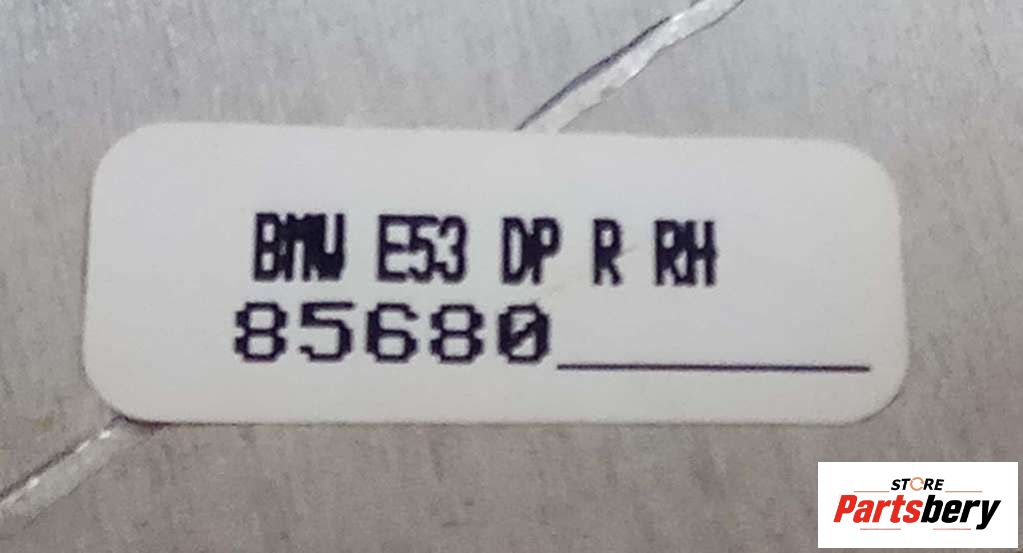 BMW E53 DP R RH
85680
STORE
Partsbery